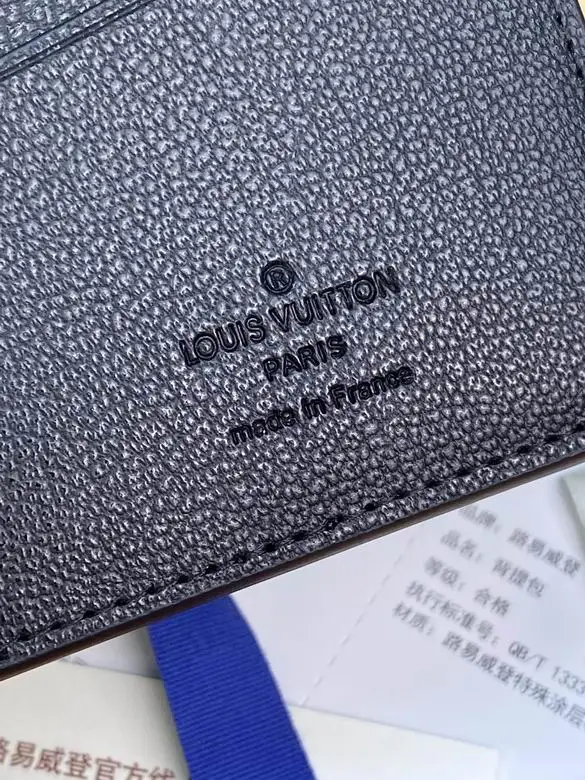 ®
LOUIS VUITTON
PARIS
made in France
品牌：路易威登
品名：背提包
等级：合格
执行标准号：QB/T 133
材质：路易威登特殊涂层
路易威登官方线